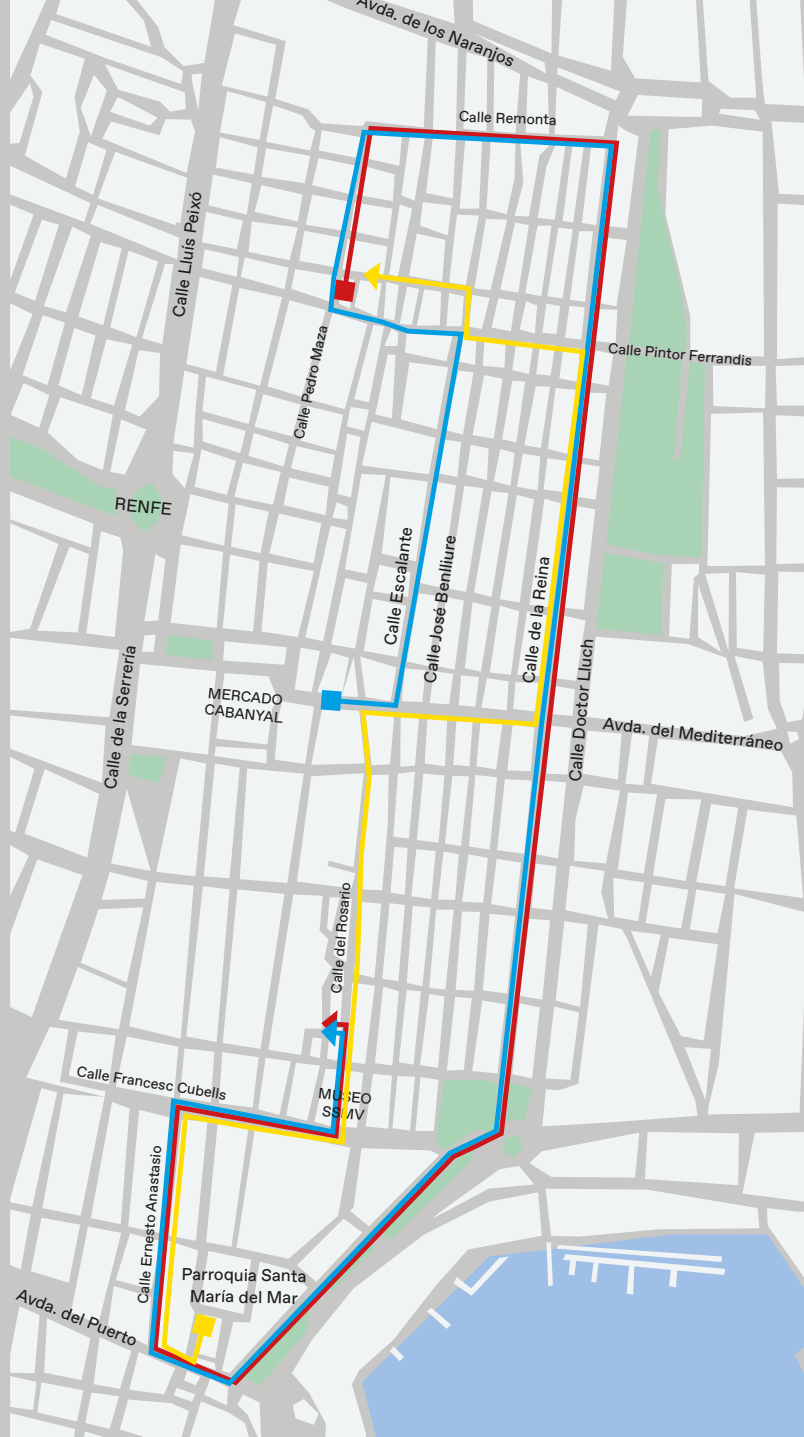 Avda. de los Naranjos
Calle Remonta
Calle Lluís Peixó
Calle Pintor Ferrandis
Calle Pedro Maza
RENFE
Calle Escalante
Calle José Benlliure
Calle de la Reina
Calle Doctor Lluch
Calle de la Serrería
MERCADO
CABANYAL
Avda. del Mediterráneo
Calle del Rosario
Calle Francesc Cubells
MUSEO
SSMV
Calle Ernesto Anastasio
Parroquia Santa
María del Mar
Avda. del Puerto